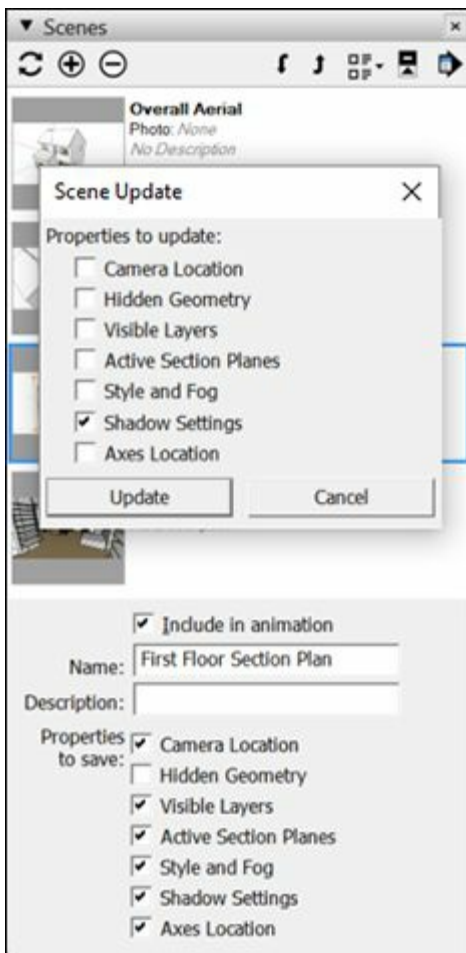 Scenes
Overall Aerial
Photo: None
No Description
Scene Update
Properties to update:
Camera Location
Hidden Geometry
Visible Layers
Active Section Planes
Style and Fog
Shadow Settings
Axes Location
Update
Cancel
Include in animation
Name: First Floor Section Plan
Description:
Properties to save:
Camera Location
Hidden Geometry
Visible Layers
Active Section Planes
Style and Fog
Shadow Settings
Axes Location